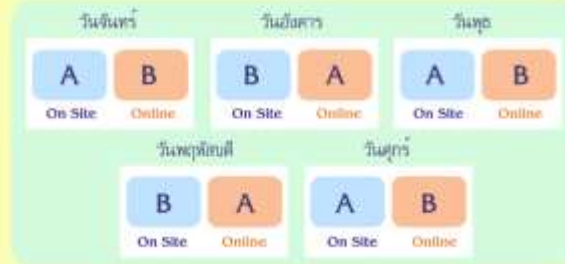 วันจันทร์ วันอังคาร วันพุธ
A B B A A B
On Site Online On Site Online On Site Online
วันพฤหัสบดี วันศุกร์
B A A B
On Site Online On Site Online